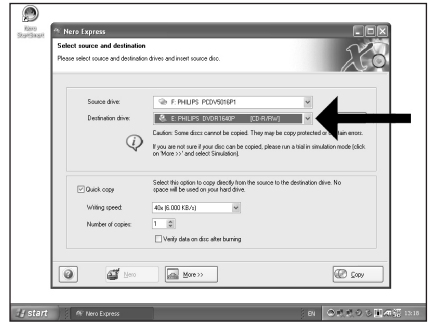 Nero
StartSmart
Nero Express
Select source and destination
Please select source and destination drives and insert source disc.
Source drive:
F: PHILIPS PCDV5016P1
Destination drive:
E: PHILIPS DVDR1640P [CD-R/RW]
Caution: Some discs cannot be copied. They may be copy protected or tain errors.
If you are not sure if your disc can be copied, please run a trial in simulation mode (click
on 'More >>' and select Simulation).
Quick copy
Select this option to copy directly from the source to the destination drive. No
space will be used on your hard drive.
Writing speed:
40x (6.000 KB/s)
Number of copies:
1
Verify data on disc after burning
Nero
More >>
Copy
start
Nero Express
EN
13:18